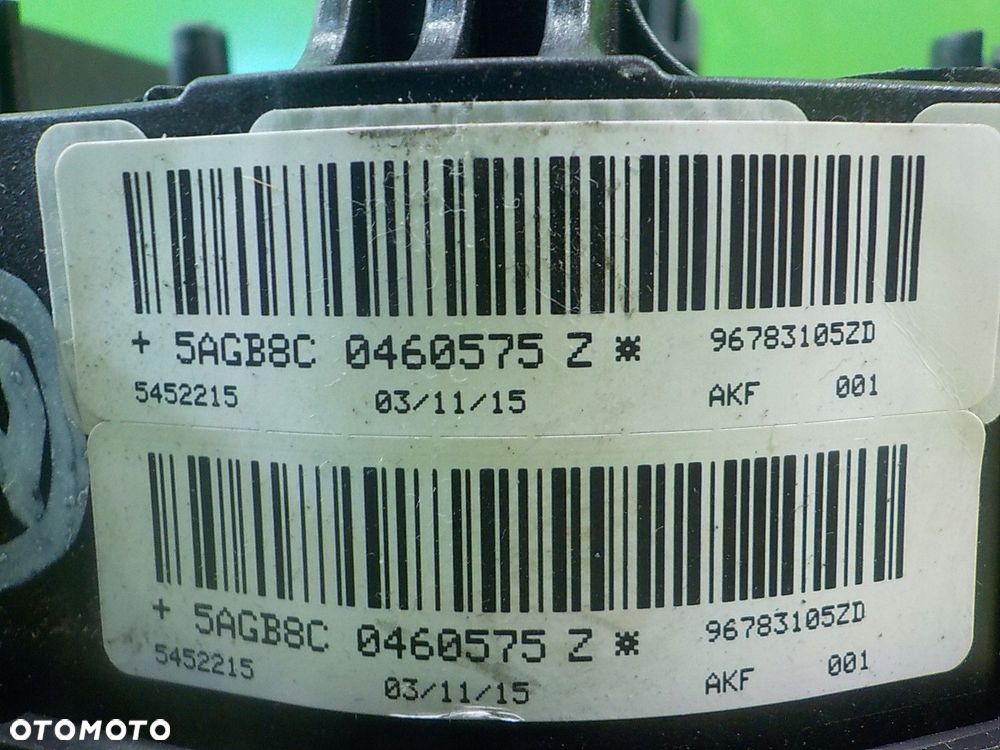 + 5AGB8C 0460575 Z * 96783105ZD
5452215 03/11/15 AKF 001
+ 5AGB8C 0460575 Z * 96783105ZD
5452215 03/11/15 AKF 001
OTOMOTO